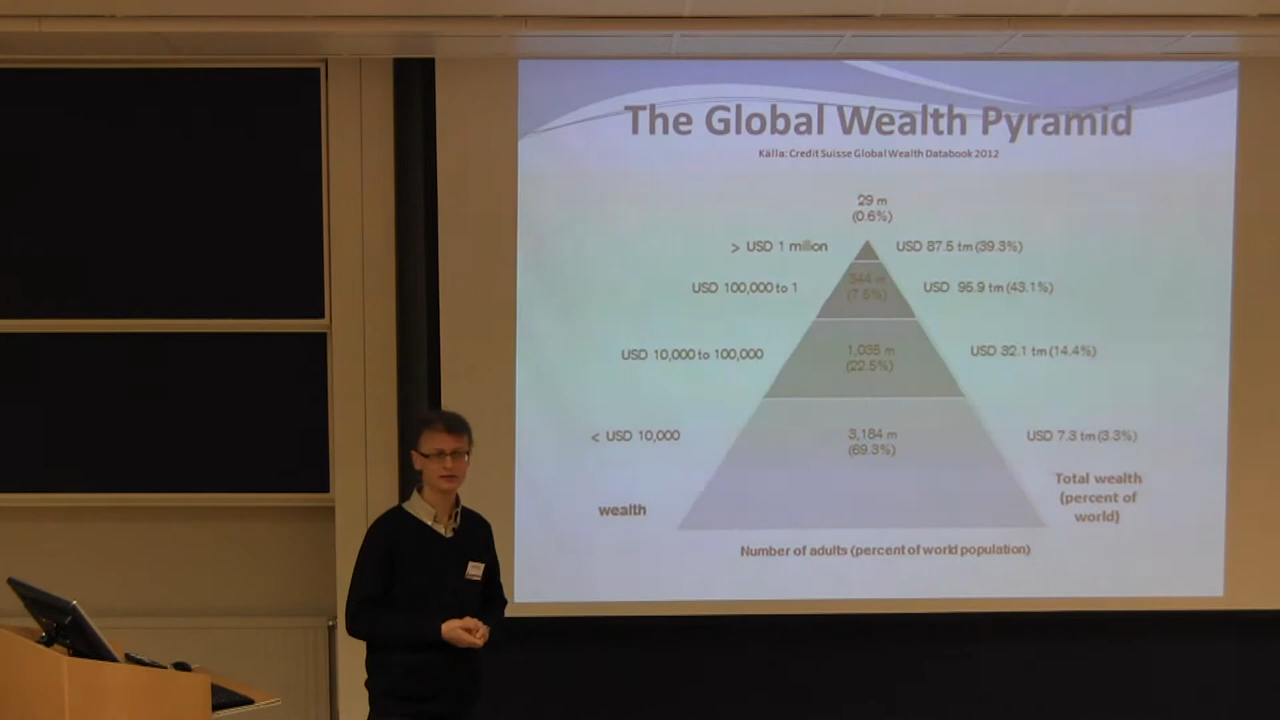 The Global Wealth Pyramid
Källa: Credit Suisse Global Wealth Databook 2012
29 m
(0.6%)
> USD 1 million
USD 87.5 tm (39.3%)
USD 100,000 to 1
344 m
(7.5%)
USD 95.9 tm (43.1%)
USD 10,000 to 100,000
1,035 m
(22.5%)
USD 32.1 tm (14.4%)
< USD 10,000
3,184 m
(69.3%)
USD 7.3 tm (3.3%)
wealth
Total wealth
(percent of
world)
Number of adults (percent of world population)